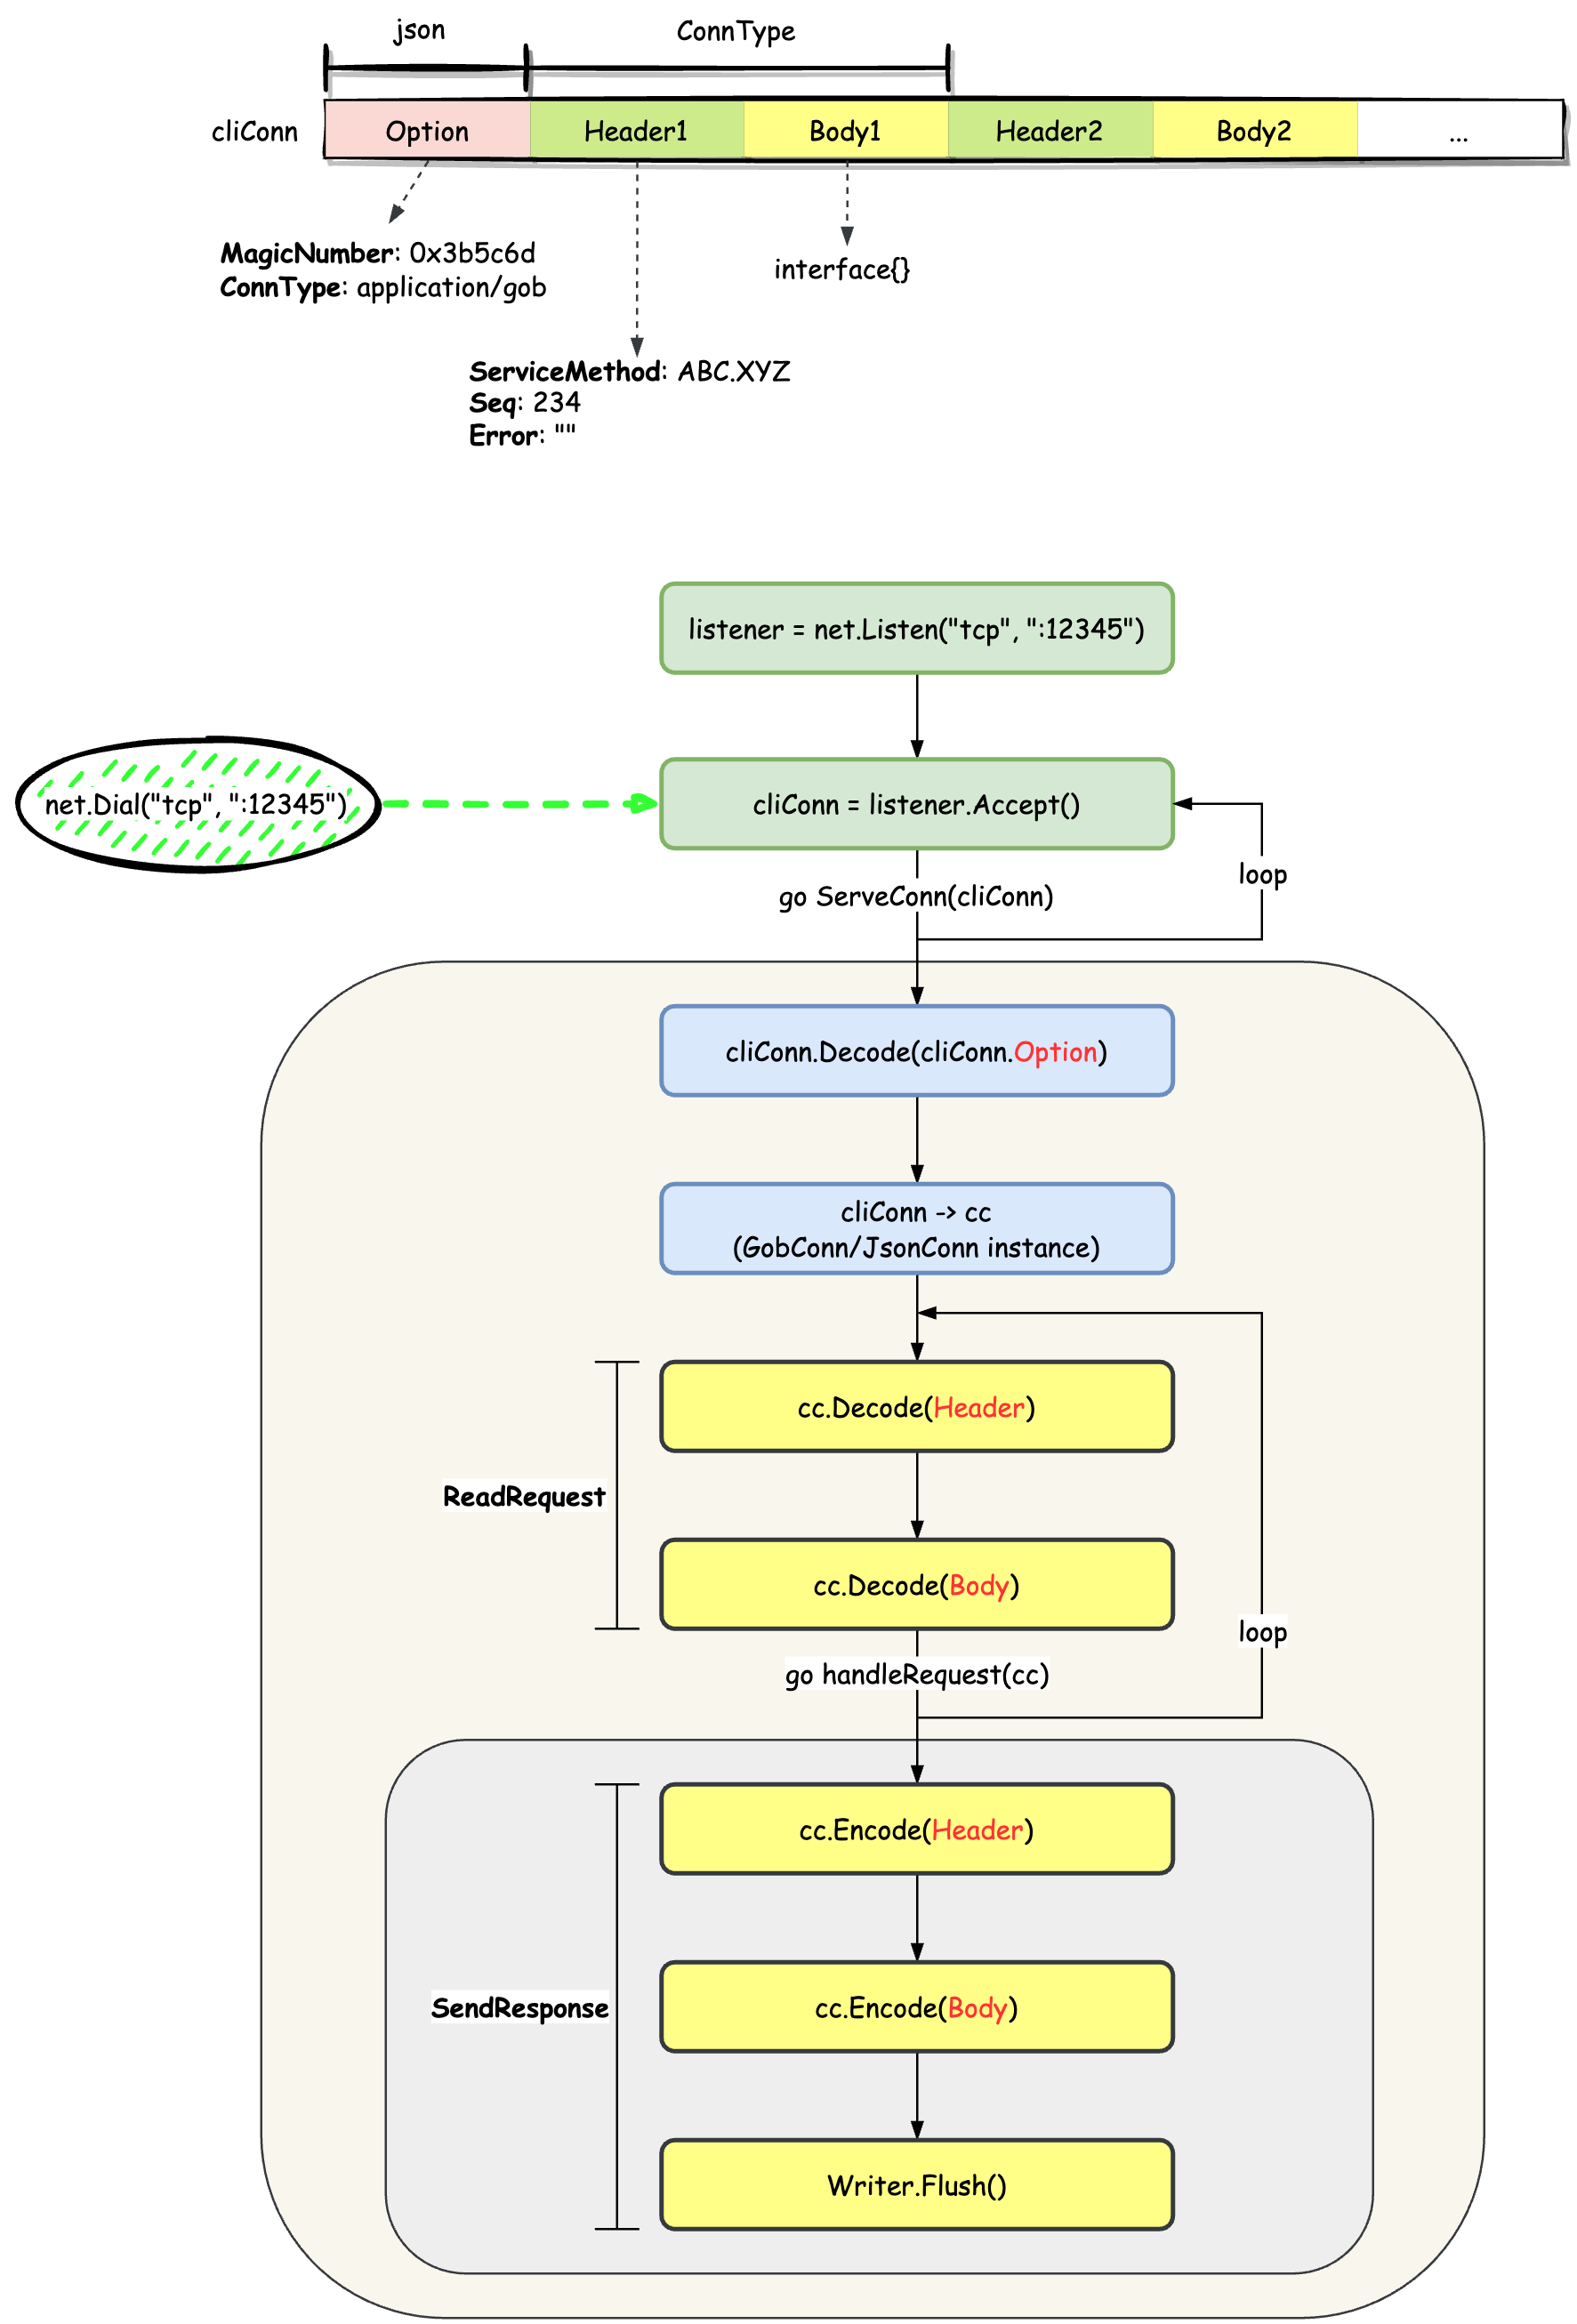 json
ConnType
cliConn
Option
Header1
Body1
Header2
Body2
...
MagicNumber: 0x3b5c6d
ConnType: application/gob
interface{}
ServiceMethod: ABC.XYZ
Seq: 234
Error: ""
listener = net.Listen("tcp", ":12345")
net.Dial("tcp", ":12345")
cliConn = listener.Accept()
loop
go ServeConn(cliConn)
cliConn.Decode(cliConn.Option)
cliConn -> cc
(GobConn/JsonConn instance)
cc.Decode(Header)
ReadRequest
cc.Decode(Body)
loop
go handleRequest(cc)
cc.Encode(Header)
SendResponse
cc.Encode(Body)
Writer.Flush()